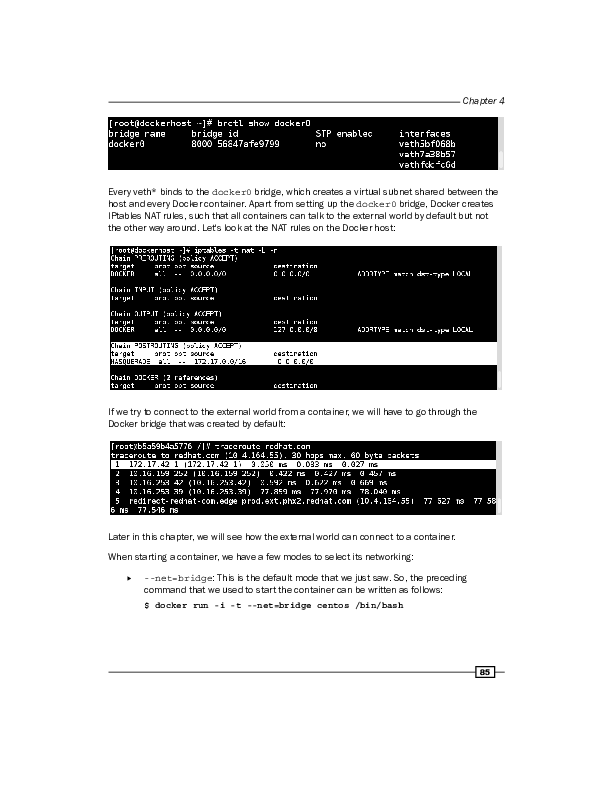 Chapter 4
[root@dockerhost ~]# brctl show docker0
bridge name bridge id STP enabled interfaces
docker0 8000 56847afe9799 no veth5bf068b
veth7a38b57
vethfdcfc6d
Every veth* binds to the docker0 bridge, which creates a virtual subnet shared between the
host and every Docker container. Apart from setting up the docker0 bridge, Docker creates
IPtables NAT rules, such that all containers can talk to the external world by default but not
the other way around. Let's look at the NAT rules on the Docker host:
[root@dockerhost ~]# iptables -t nat -L -n
Chain PREROUTING (policy ACCEPT)
target prot opt source destination
DOCKER all -- 0.0.0.0/0 0.0.0.0/0 ADDRTYPE match dst-type LOCAL
Chain INPUT (policy ACCEPT)
target prot opt source destination
Chain OUTPUT (policy ACCEPT)
target prot opt source destination
DOCKER all -- 0.0.0.0/0 !127.0.0.0/8 ADDRTYPE match dst-type LOCAL
Chain POSTROUTING (policy ACCEPT)
target prot opt source destination
MASQUERADE all -- 172.17.0.0/16 0.0.0.0/0
Chain DOCKER (2 references)
target prot opt source destination
If we try to connect to the external world from a container, we will have to go through the
Docker bridge that was created by default:
[root@b5a59b4a5776 /]# traceroute redhat.com
traceroute to redhat.com (10.4.164.55), 30 hops max, 60 byte packets
1 172.17.42.1 (172.17.42.1) 0.050 ms 0.033 ms 0.027 ms
2 10.16.159.252 (10.16.159.252) 0.422 ms 0.427 ms 0.457 ms
3 10.16.253.42 (10.16.253.42) 0.592 ms 0.622 ms 0.669 ms
4 10.16.253.39 (10.16.253.39) 77.859 ms 77.970 ms 78.040 ms
5 redirect-redhat-com.edge.prod.ext.phx2.redhat.com (10.4.164.55) 77.527 ms 77.58
6 ms 77.546 ms
Later in this chapter, we will see how the external world can connect to a container.
When starting a container, we have a few modes to select its networking:
▸ --net=bridge: This is the default mode that we just saw. So, the preceding
command that we used to start the container can be written as follows:
$ docker run -i -t --net=bridge centos /bin/bash
85